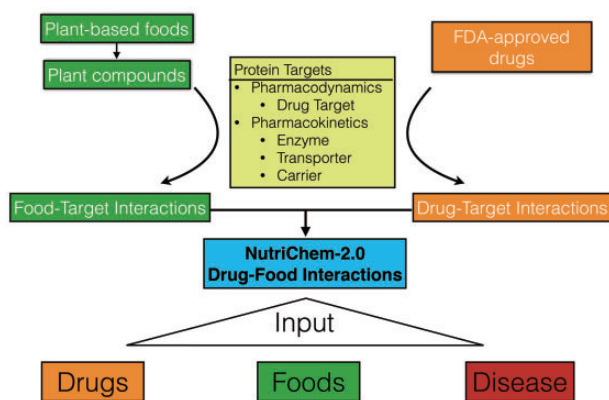 Plant-based foods
Plant compounds
Protein Targets
• Pharmacodynamics
• Drug Target
• Pharmacokinetics
• Enzyme
• Transporter
• Carrier
FDA-approved
drugs
Food-Target Interactions
Drug-Target Interactions
NutriChem-2.0
Drug-Food Interactions
Input
Drugs
Foods
Disease